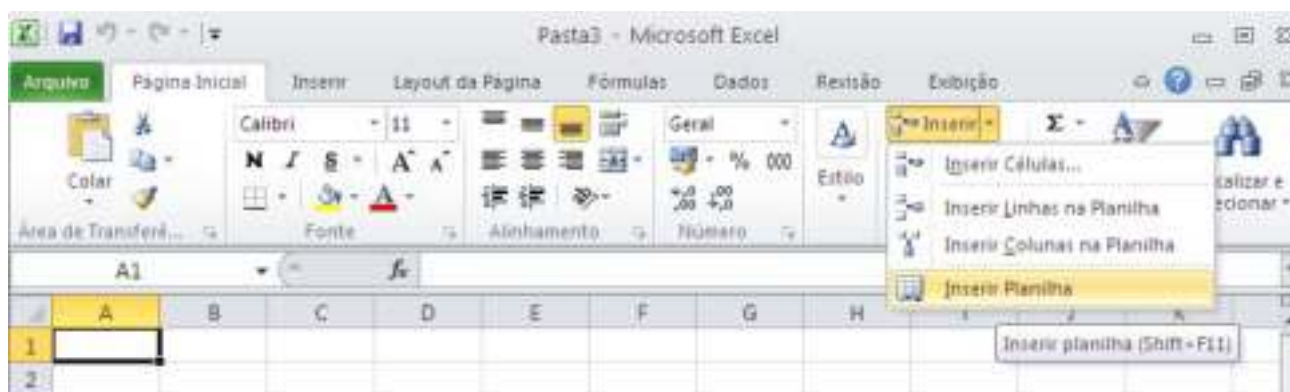 Pasta3 - Microsoft Excel
Arquivo Página Inicial Inserir Layout da Página Fórmulas Dados Revisão Exibição
Calibri 11 Geral Inserir Σ
Inserir Células...
N I S A A % 000
Colar Estilo
Inserir Linhas na Planilha
A
Inserir Colunas na Planilha
Área de Transferê... Fonte Alinhamento Número
A1 fx
Inserir Planilha
A B C D E F G H
Inserir planilha (Shift+F11)
1
2